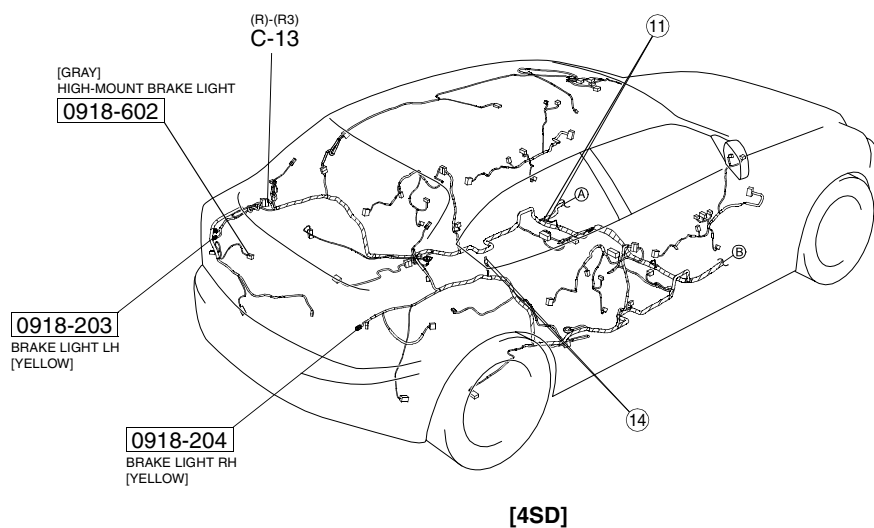 (R)-(R3)
C-13
11
[GRAY]
HIGH-MOUNT BRAKE LIGHT
0918-602
A
B
0918-203
BRAKE LIGHT LH
[YELLOW]
14
0918-204
BRAKE LIGHT RH
[YELLOW]
[4SD]